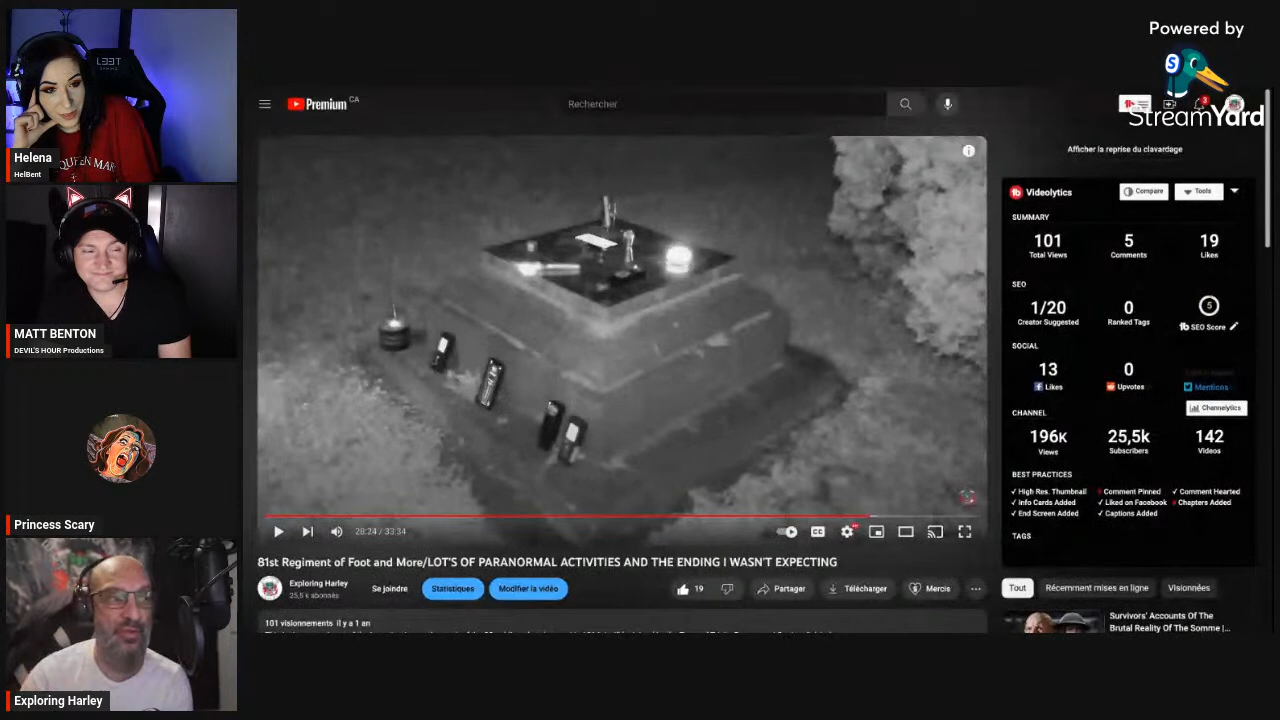 Powered by
StreamYard
L33T
QUEEN MAR
Helena
HelBent
MATT BENTON
DEVIL'S HOUR Productions
Princess Scary
Exploring Harley
Premium CA
Rechercher
3
Afficher la reprise du clavardage
Videolytics
Compare
Tools
SUMMARY
101
Total Views
5
Comments
19
Likes
SEO
1/20
Creator Suggested
0
Ranked Tags
5
SEO Score
SOCIAL
13
Likes
0
Upvotes
Mentions
CHANNEL
Channelytics
196K
Views
25,5k
Subscribers
142
Videos
BEST PRACTICES
High Res. Thumbnail
Comment Pinned
Comment Hearted
Info Cards Added
Liked on Facebook
Chapters Added
End Screen Added
Captions Added
TAGS
28:24 / 33:34
81st Regiment of Foot and More/LOT'S OF PARANORMAL ACTIVITIES AND THE ENDING I WASN'T EXPECTING
Exploring Harley
25,5 k abonnés
Se joindre
Statistiques
Modifier la vidéo
19
Partager
Télécharger
Mercis
101 visionnements il y a 1 an
Tout
Récemment mises en ligne
Visionnées
Survivors' Accounts Of The
Brutal Reality Of The Somme |...